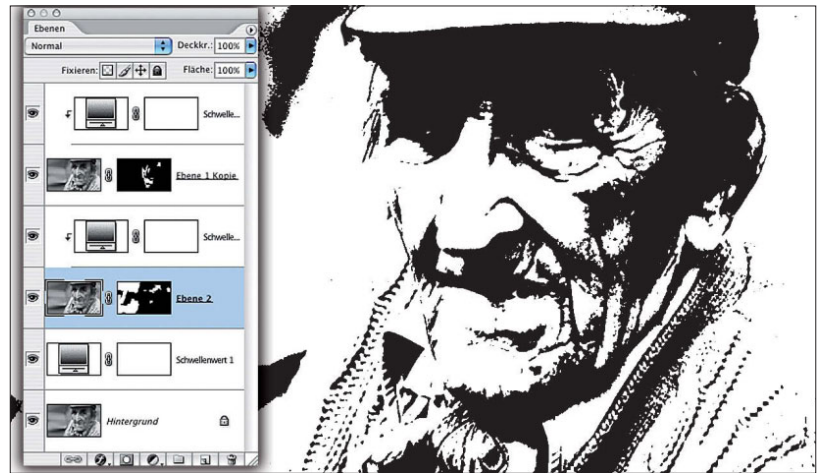 Ebenen
Normal Deckkr.: 100%
Fixieren: Fläche: 100%
Schwelle...
Ebene 1 Kopie
Schwelle...
Ebene 2
Schwellenwert 1
Hintergrund